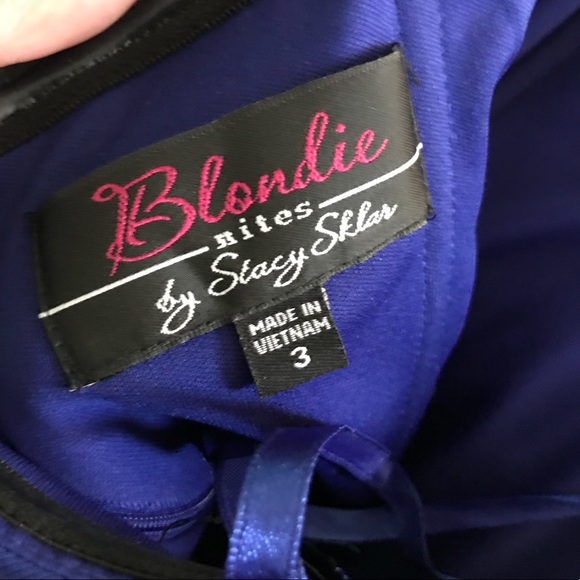 Blondie
nites
by Stacy Sklar
MADE IN
VIETNAM
3